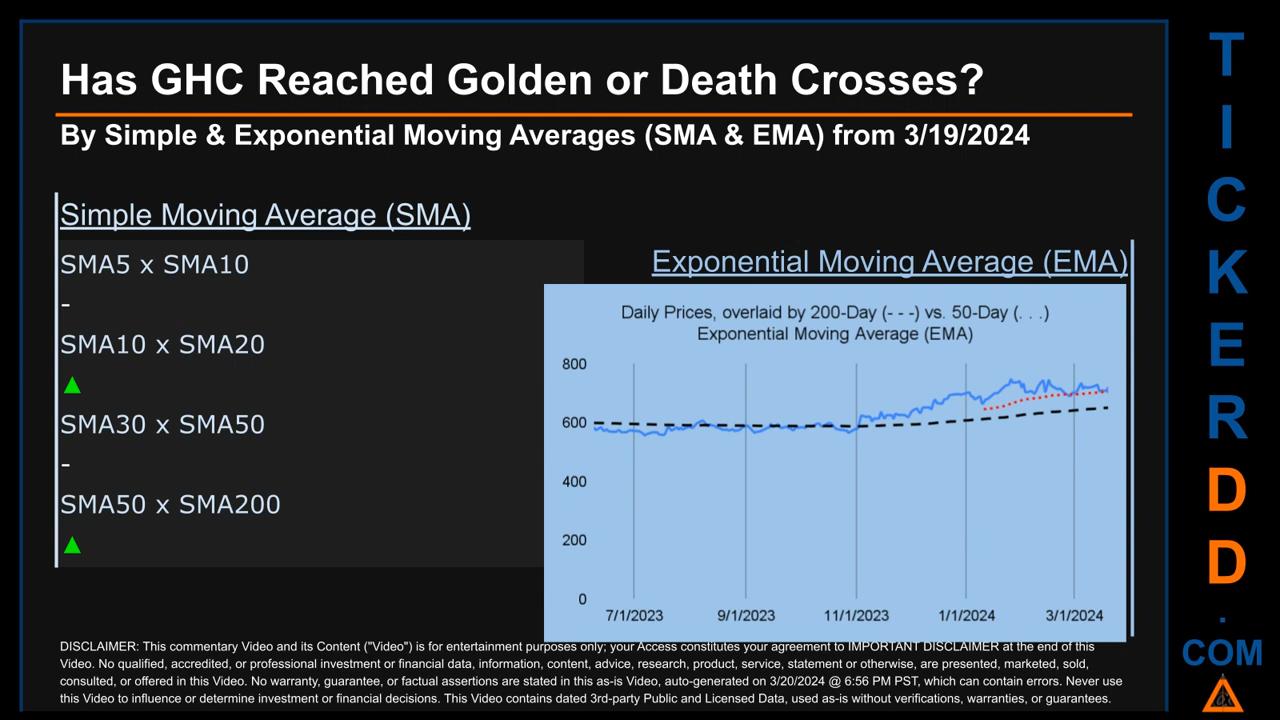 Has GHC Reached Golden or Death Crosses?
By Simple & Exponential Moving Averages (SMA & EMA) from 3/19/2024
Simple Moving Average (SMA)
SMA5 x SMA10
-
SMA10 x SMA20
▲
SMA30 x SMA50
-
SMA50 x SMA200
▲
Exponential Moving Average (EMA)
Daily Prices, overlaid by 200-Day (- - -) vs. 50-Day (. . .)
Exponential Moving Average (EMA)
800
600
400
200
0
7/1/2023
9/1/2023
11/1/2023
1/1/2024
3/1/2024
DISCLAIMER: This commentary Video and its Content ("Video") is for entertainment purposes only; your Access constitutes your agreement to IMPORTANT DISCLAIMER at the end of this
Video. No qualified, accredited, or professional investment or financial data, information, content, advice, research, product, service, statement or otherwise, are presented, marketed, sold,
consulted, or offered in this Video. No warranty, guarantee, or factual assertions are stated in this as-is Video, auto-generated on 3/20/2024 @ 6:56 PM PST, which can contain errors. Never use
this Video to influence or determine investment or financial decisions. This Video contains dated 3rd-party Public and Licensed Data, used as-is without verifications, warranties, or guarantees.
T
I
C
K
E
R
D
D
.
COM